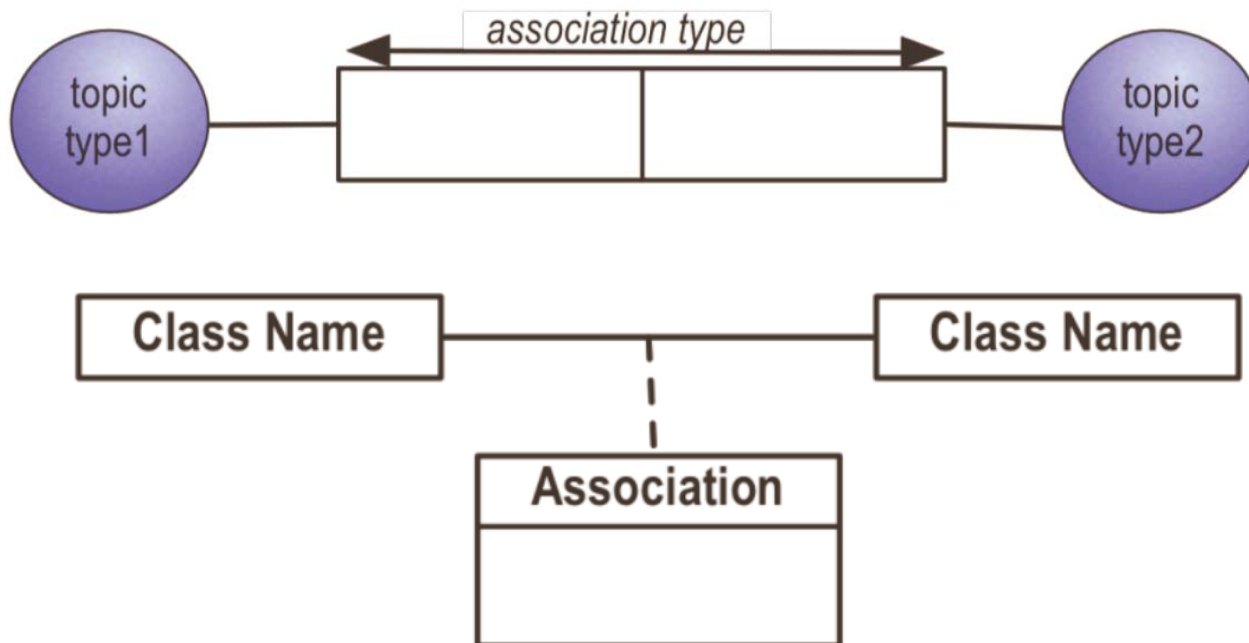 association type
topic
type1
topic
type2
Class Name
Class Name
Association